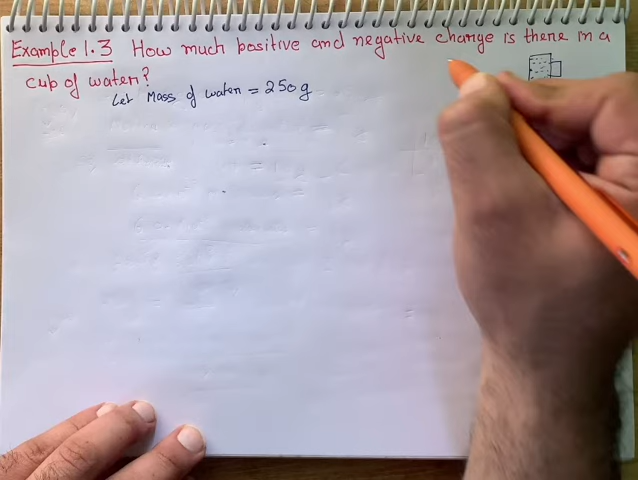 Example 1.3 How much positive and negative charge is there in a
cup of water?
Let Mass of water = 250g